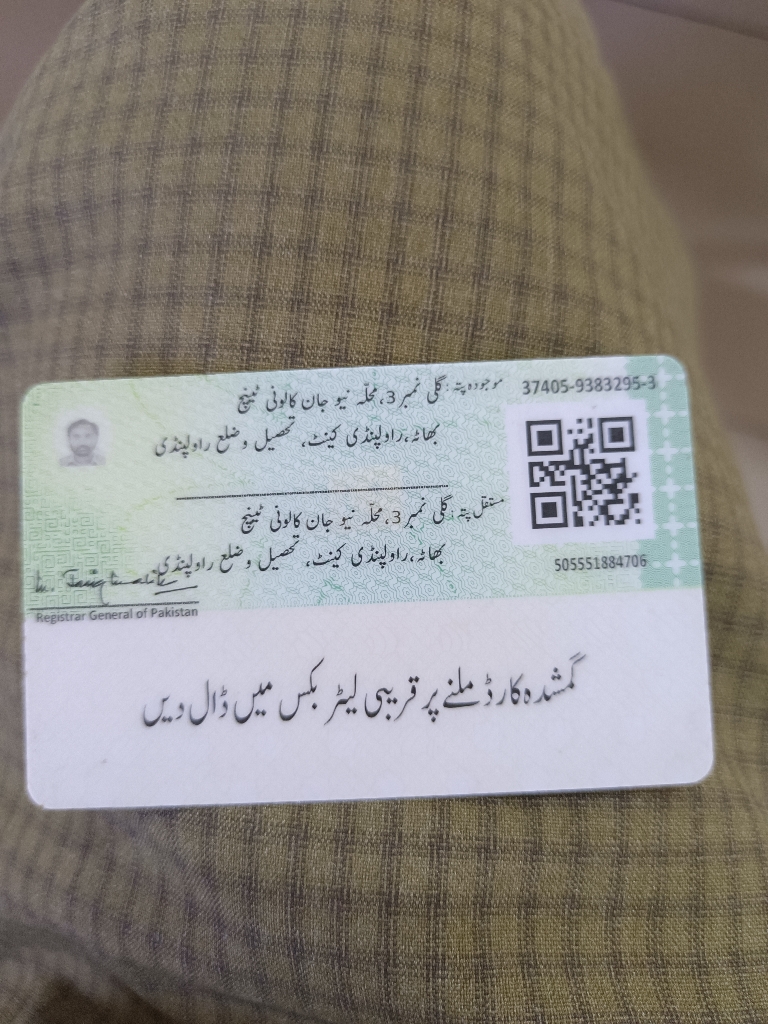 37405-9383295-3
موجودہ پتہ: گلی نمبر 3، محلّہ نیو جان کالونی ٹینچ
بھاٹہ، راولپنڈی کینٹ، تحصیل و ضلع راولپنڈی
مستقل پتہ: گلی نمبر 3، محلّہ نیو جان کالونی ٹینچ
بھاٹہ، راولپنڈی کینٹ، تحصیل و ضلع راولپنڈی
505551884706
Registrar General of Pakistan
گمشدہ کارڈ ملنے پر قریبی لیٹر بکس میں ڈال دیں